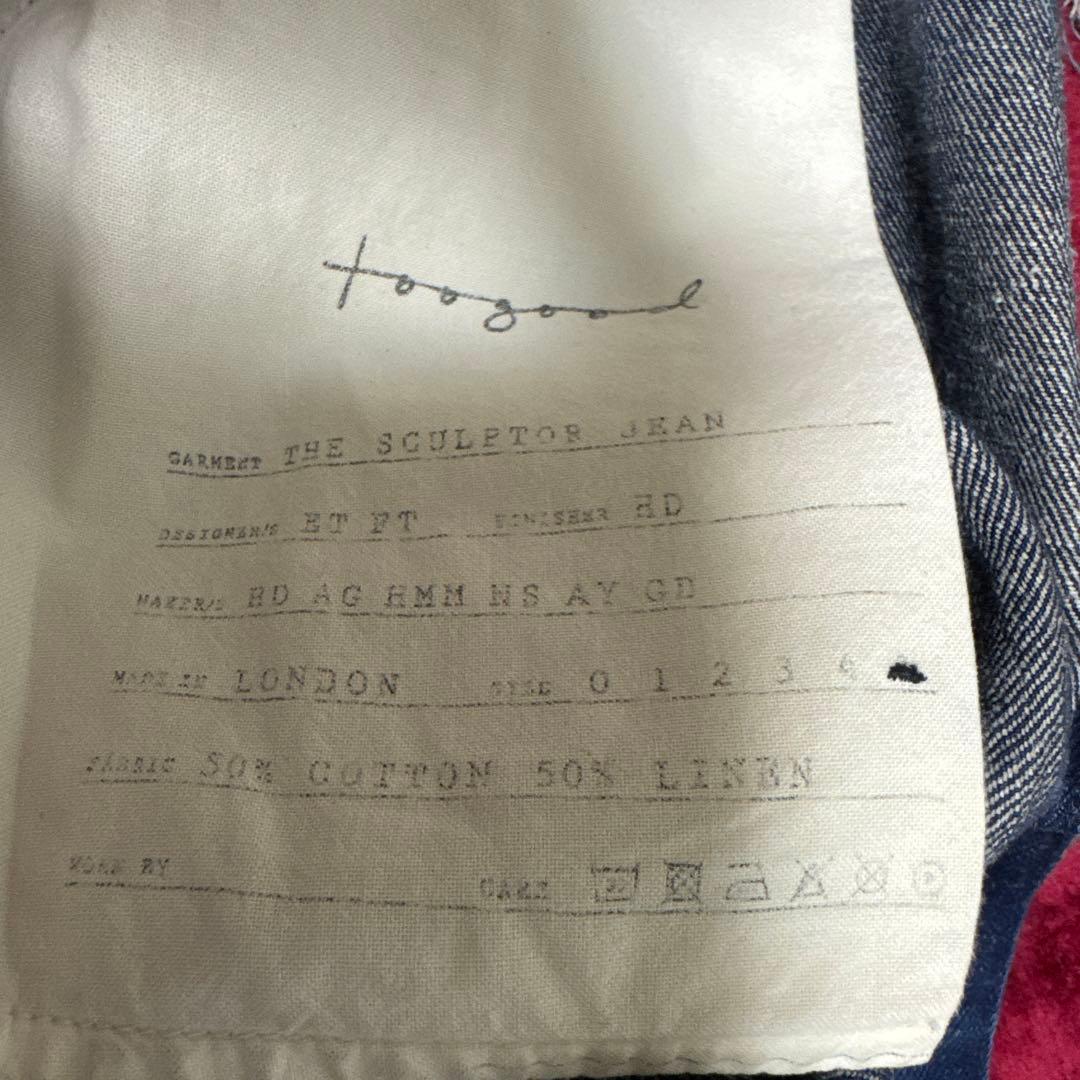 toogood
GARMENT THE SCULPTOR JEAN
DESIGNER/S ET FT FINISHER HD
MAKER/S HD AG HMM NS AY GD
MADE IN LONDON SIZE 0 1 2 3 4
FABRIC 50% COTTON 50% LINEN
WORN BY CARE